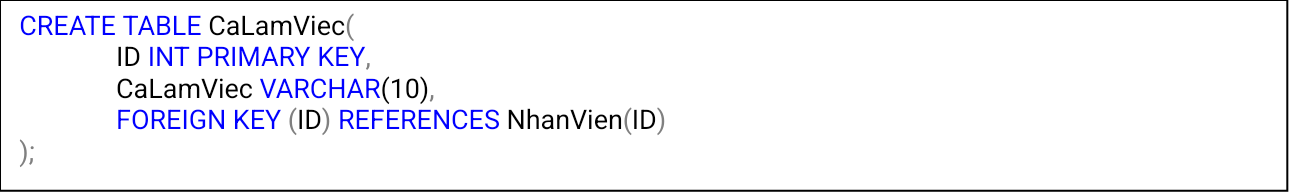 CREATE TABLE CaLamViec(
ID INT PRIMARY KEY,
CaLamViec VARCHAR(10),
FOREIGN KEY (ID) REFERENCES NhanVien(ID)
);